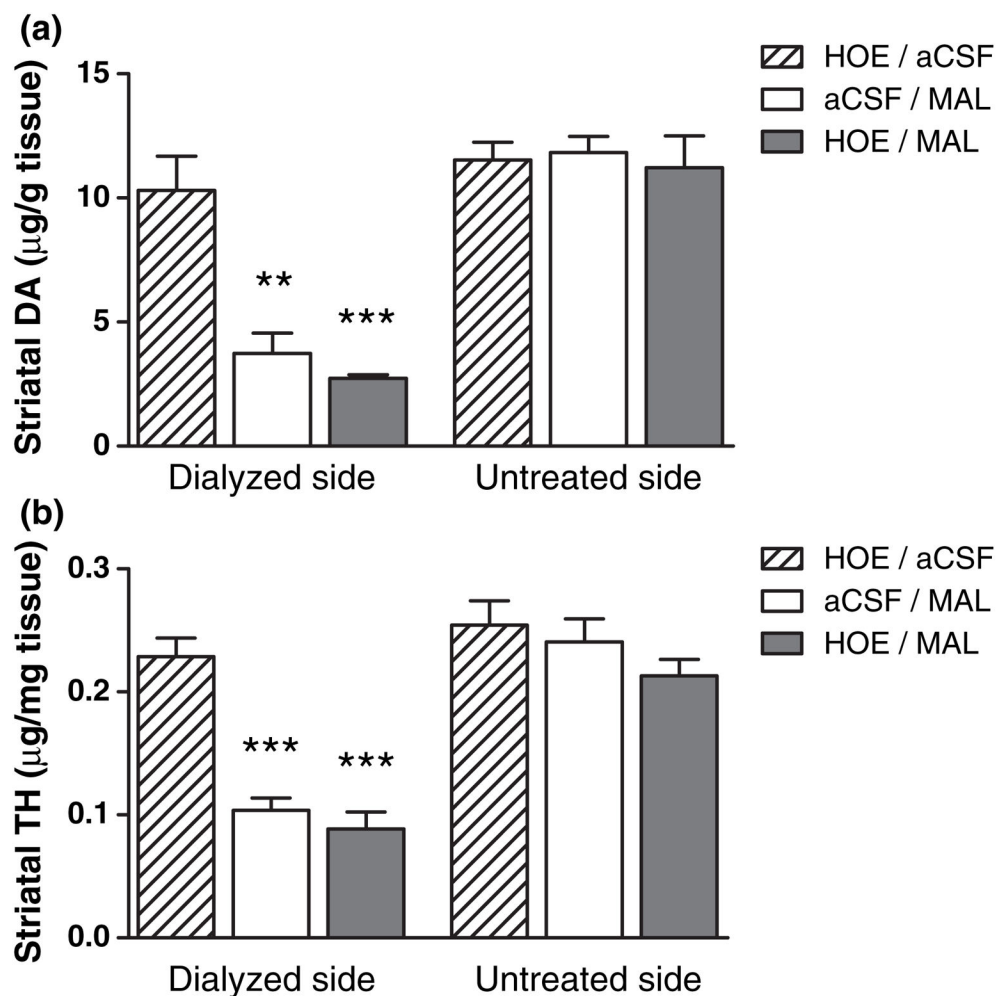 (a)
Striatal DA (μg/g tissue)
15
10
5
0
**
***
Dialyzed side
Untreated side
HOE / aCSF
aCSF / MAL
HOE / MAL
(b)
Striatal TH (μg/mg tissue)
0.3
0.2
0.1
0.0
***
***
Dialyzed side
Untreated side
HOE / aCSF
aCSF / MAL
HOE / MAL